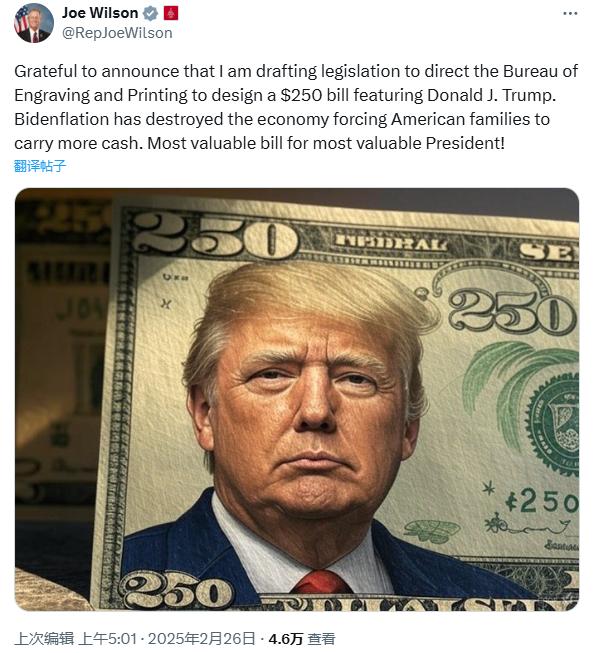 Joe Wilson
@RepJoeWilson
Grateful to announce that I am drafting legislation to direct the Bureau of
Engraving and Printing to design a $250 bill featuring Donald J. Trump.
Bidenflation has destroyed the economy forcing American families to
carry more cash. Most valuable bill for most valuable President!
翻译帖子
250
SE
250
250
250
上次编辑 上午5:01 · 2025年2月26日 · 4.6万 查看